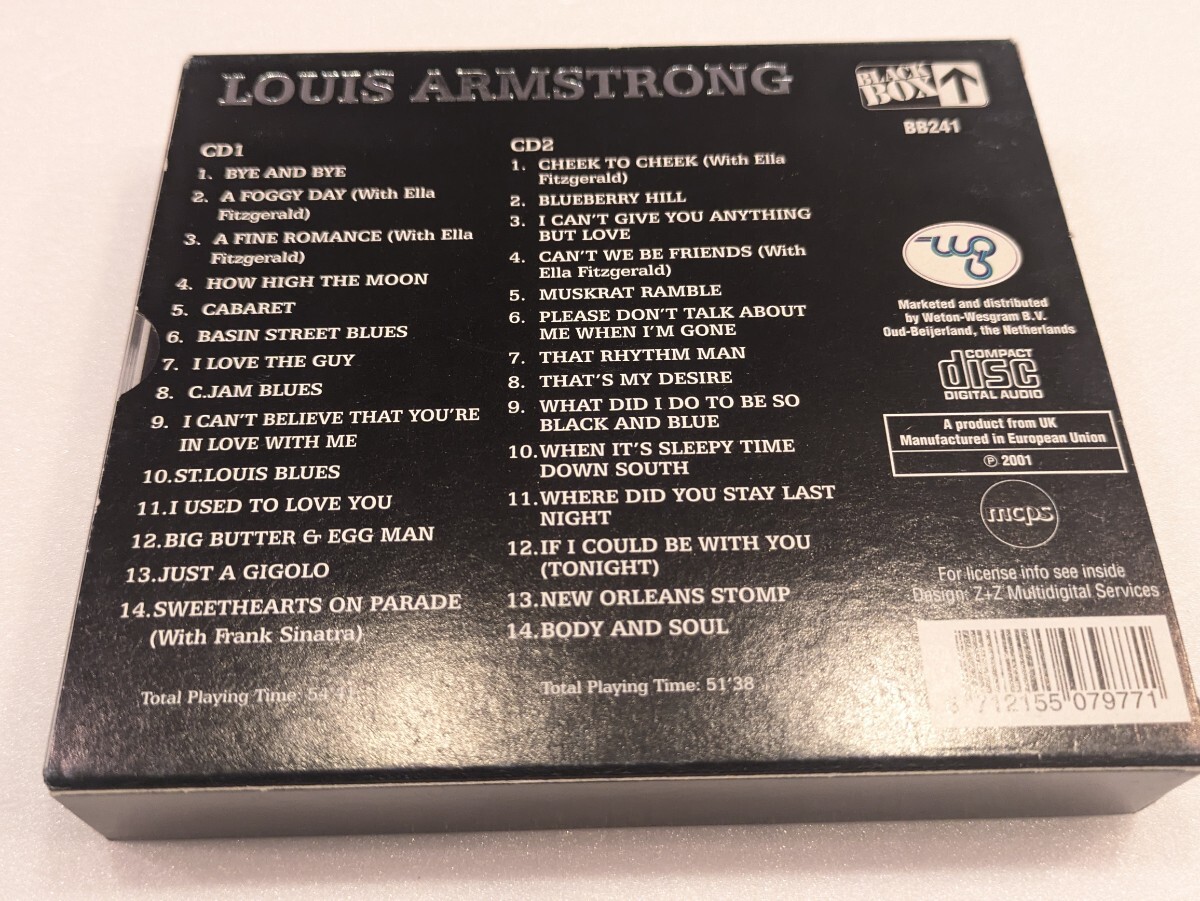 LOUIS ARMSTRONG
CD1
1. BYE AND BYE
2. A FOGGY DAY (With Ella
Fitzgerald)
3. A FINE ROMANCE (With Ella
Fitzgerald)
4. HOW HIGH THE MOON
5. CABARET
6. BASIN STREET BLUES
7. I LOVE THE GUY
8. C.JAM BLUES
9. I CAN'T BELIEVE THAT YOU'RE
IN LOVE WITH ME
10.ST.LOUIS BLUES
11.I USED TO LOVE YOU
12.BIG BUTTER & EGG MAN
13.JUST A GIGOLO
14.SWEETHEARTS ON PARADE
(With Frank Sinatra)
Total Playing Time:
CD2
1. CHEEK TO CHEEK (With Ella
Fitzgerald)
2. BLUEBERRY HILL
3. I CAN'T GIVE YOU ANYTHING
BUT LOVE
4. CAN'T WE BE FRIENDS (With
Ella Fitzgerald)
5. MUSKRAT RAMBLE
6. PLEASE DON'T TALK ABOUT
ME WHEN I'M GONE
7. THAT RHYTHM MAN
8. THAT'S MY DESIRE
9. WHAT DID I DO TO BE SO
BLACK AND BLUE
10.WHEN IT'S SLEEPY TIME
DOWN SOUTH
11.WHERE DID YOU STAY LAST
NIGHT
12.IF I COULD BE WITH YOU
(TONIGHT)
13.NEW ORLEANS STOMP
14.BODY AND SOUL
Total Playing Time: 51'38
BLACK
BOX
BB241
wg
Marketed and distributed
by Weton-Wesgram B.V.
Oud-Beijerland, the Netherlands
COMPACT
disc
DIGITAL AUDIO
A product from UK
Manufactured in European Union
℗ 2001
mcps
For license info see inside
Design: Z+Z Multidigital Services
712155 079771